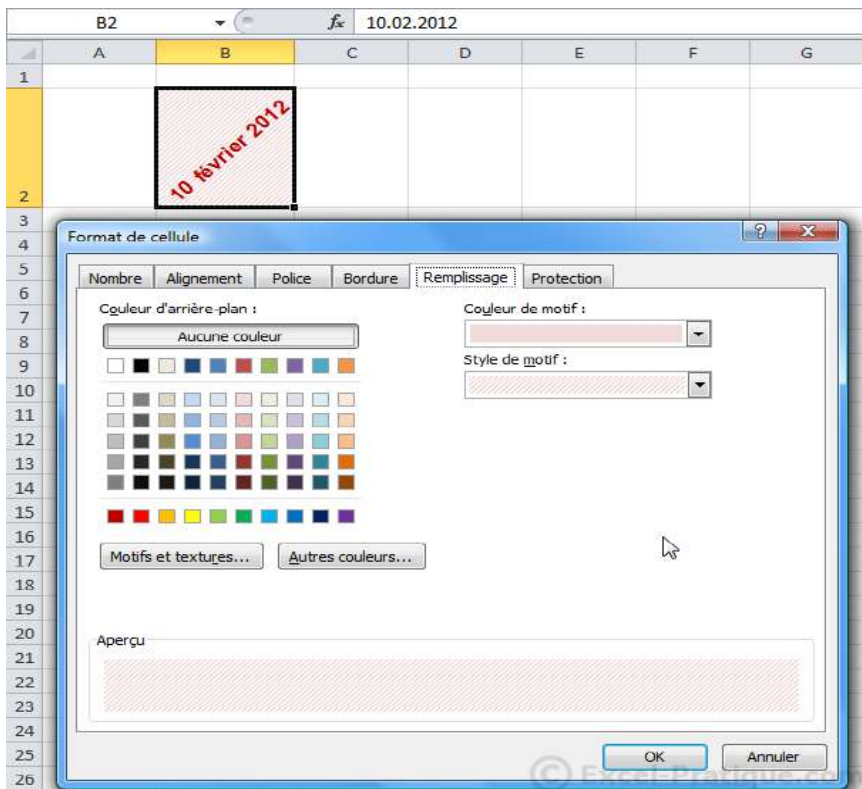 B2 fx 10.02.2012
A B C D E F G
1
10 février 2012
2
3
Format de cellule
4
5
Nombre Alignement Police Bordure Remplissage Protection
6
Couleur d'arrière-plan : Couleur de motif :
7
Aucune couleur
8
Style de motif :
9
10
11
12
13
14
15
16
Motifs et textures... Autres couleurs...
17
18
19
20
Aperçu
21
22
23
24
OK Annuler
25
© Excel-Pratique.com
26